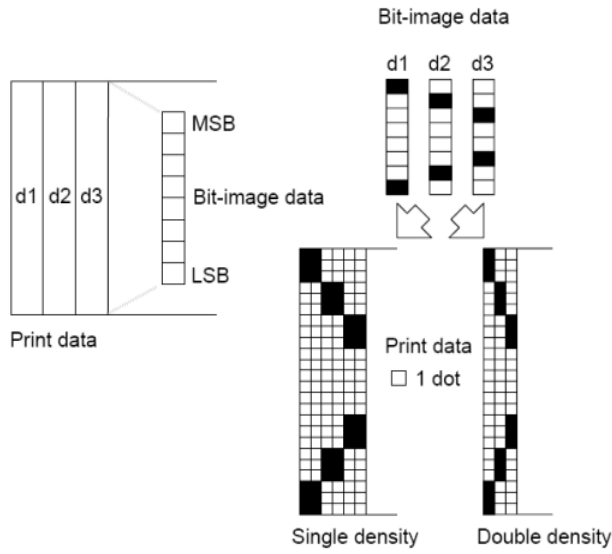 Bit-image data
d1 d2 d3
MSB
d1 d2 d3
Bit-image data
LSB
Print data
Print data
1 dot
Single density
Double density